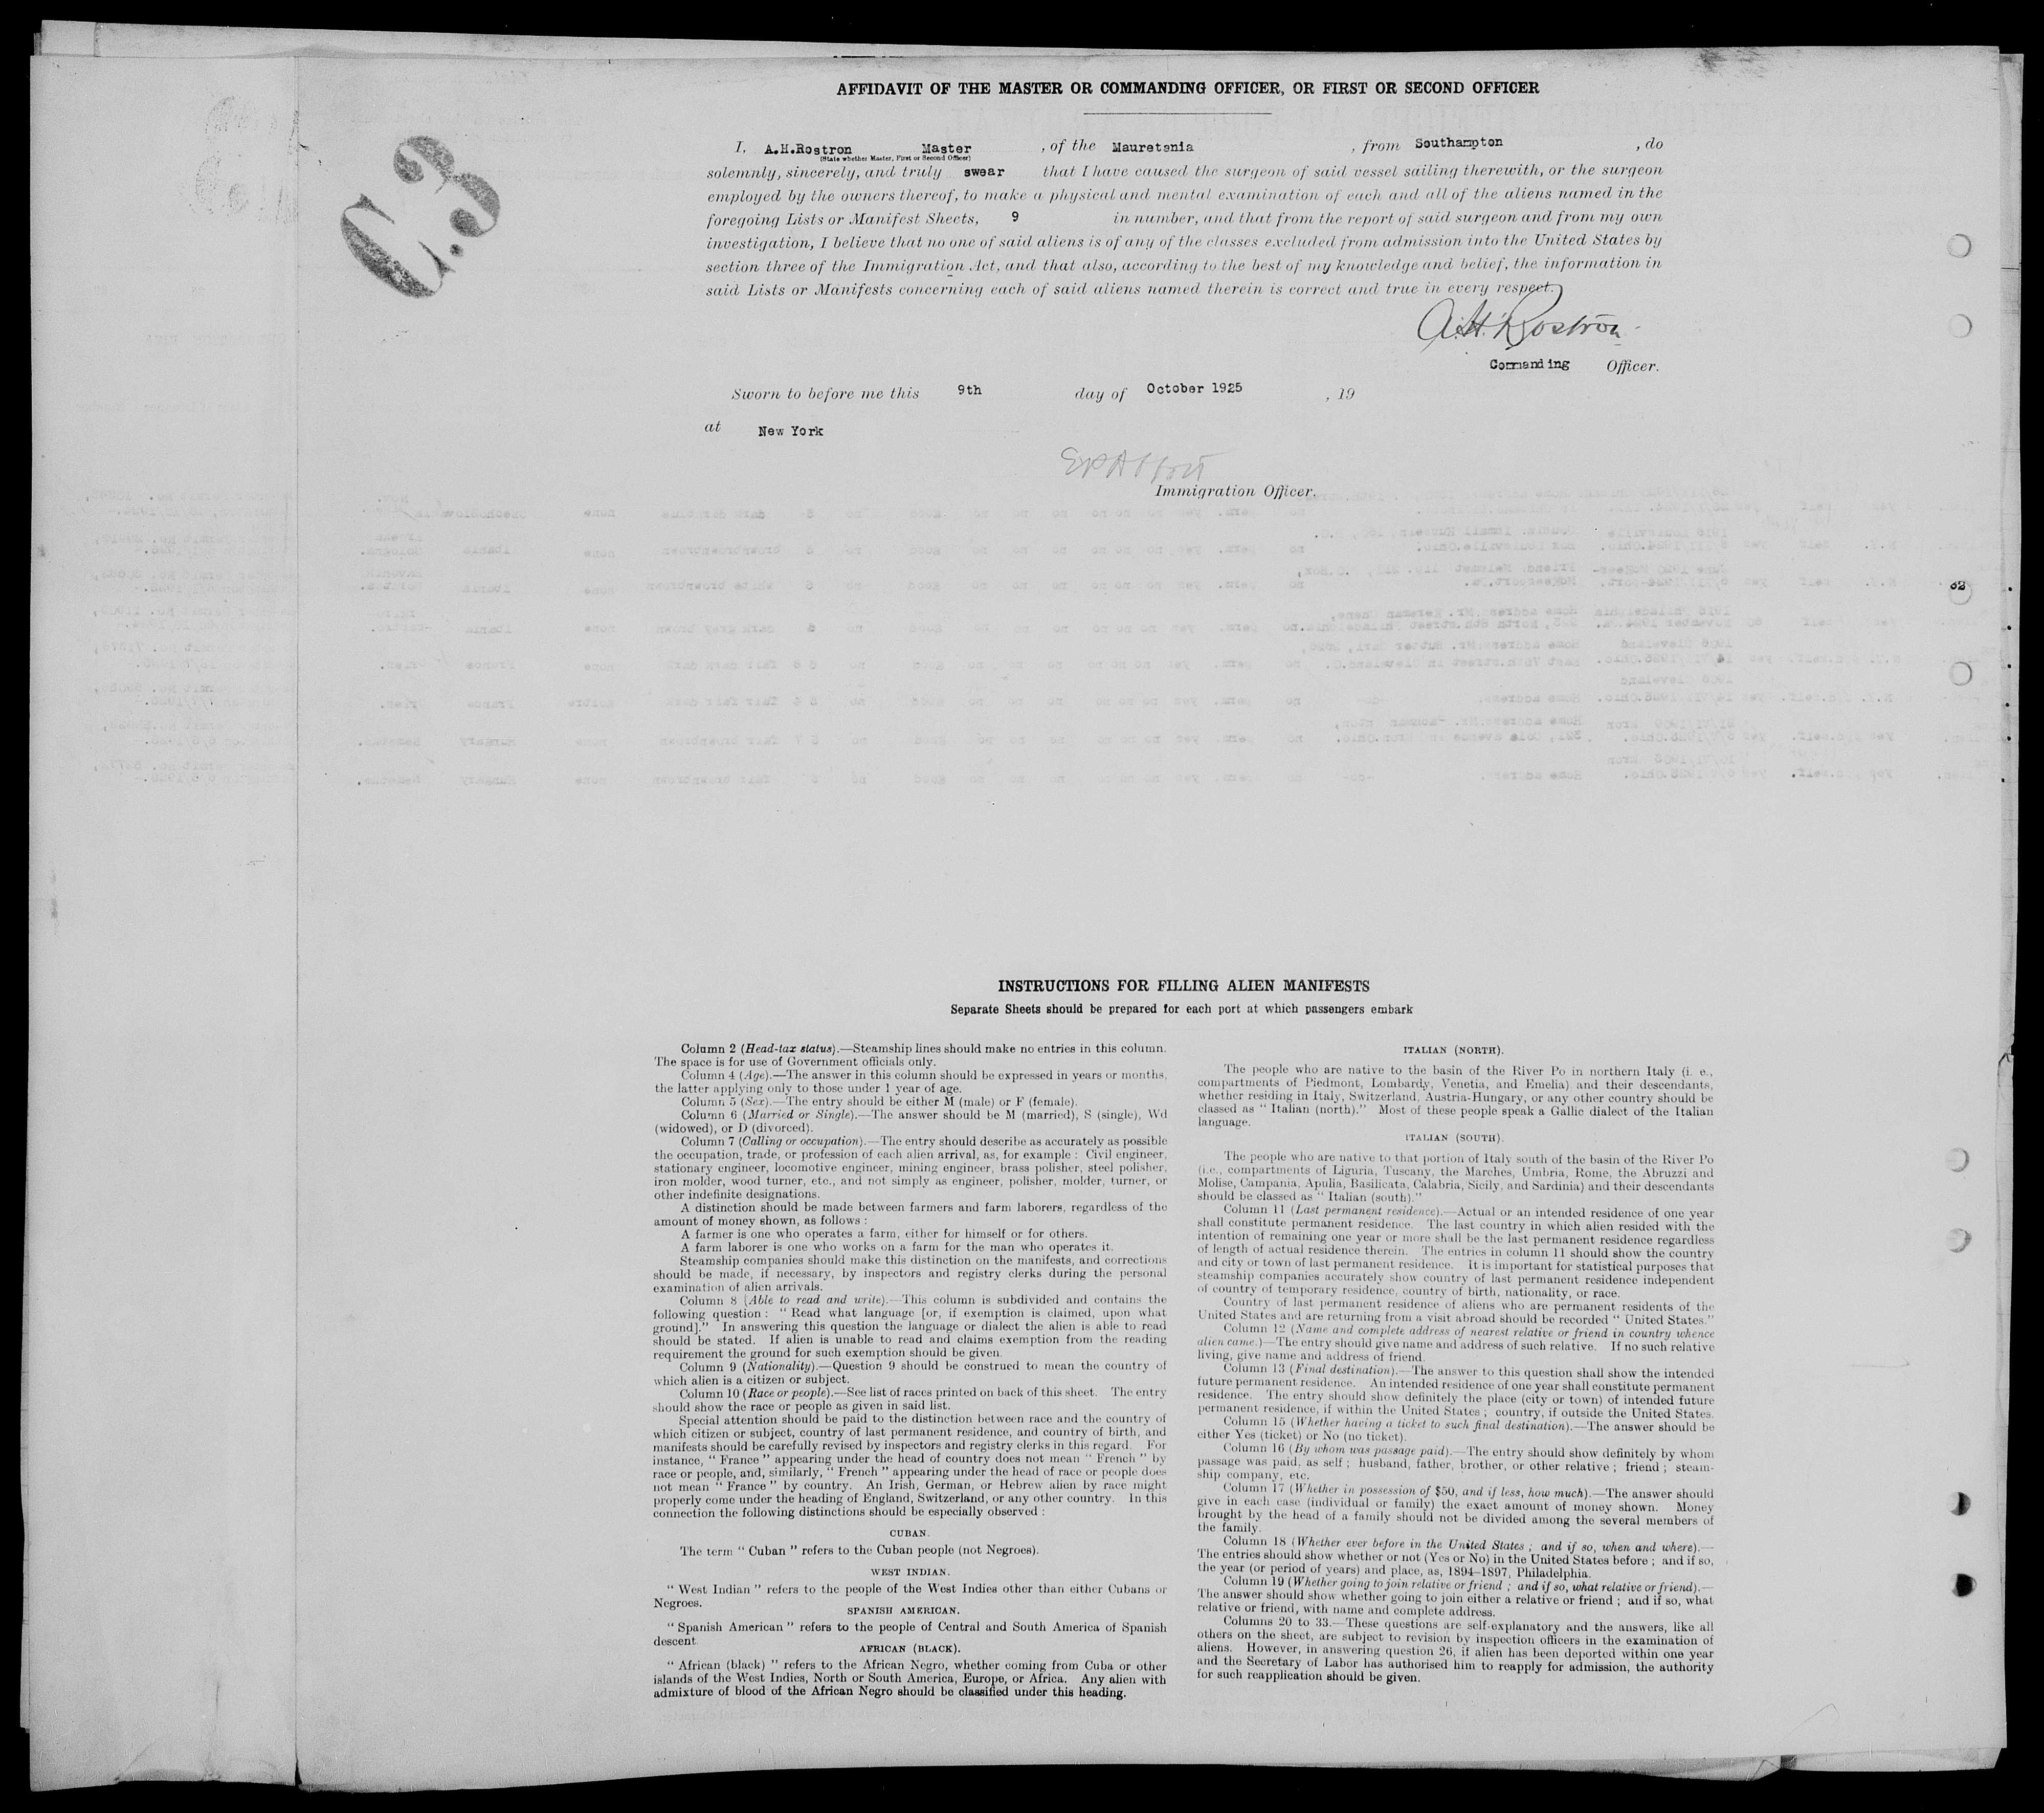 C.3
AFFIDAVIT OF THE MASTER OR COMMANDING OFFICER, OR FIRST OR SECOND OFFICER
I, A.H.Rostron Master , of the Mauretania , from Southampton , do
(State whether Master, First or Second Officer)
solemnly, sincerely, and truly swear that I have caused the surgeon of said vessel sailing therewith, or the surgeon
employed by the owners thereof, to make a physical and mental examination of each and all of the aliens named in the
foregoing Lists or Manifest Sheets, 9 in number, and that from the report of said surgeon and from my own
investigation, I believe that no one of said aliens is of any of the classes excluded from admission into the United States by
section three of the Immigration Act, and that also, according to the best of my knowledge and belief, the information in
said Lists or Manifests concerning each of said aliens named therein is correct and true in every respect.
A.H. Rostron
Commanding Officer.
Sworn to before me this 9th day of October 1925 , 19
at New York
Immigration Officer.
INSTRUCTIONS FOR FILLING ALIEN MANIFESTS
Separate Sheets should be prepared for each port at which passengers embark
Column 2 (Head-tax status).—Steamship lines should make no entries in this column.
The space is for use of Government officials only.
Column 4 (Age).—The answer in this column should be expressed in years or months,
the latter applying only to those under 1 year of age.
Column 5 (Sex).—The entry should be either M (male) or F (female).
Column 6 (Married or Single).—The answer should be M (married), S (single), Wd
(widowed), or D (divorced).
Column 7 (Calling or occupation).—The entry should describe as accurately as possible
the occupation, trade, or profession of each alien arrival, as, for example : Civil engineer,
stationary engineer, locomotive engineer, mining engineer, brass polisher, steel polisher,
iron molder, wood turner, etc., and not simply as engineer, polisher, molder, turner, or
other indefinite designations.
A distinction should be made between farmers and farm laborers, regardless of the
amount of money shown, as follows :
A farmer is one who operates a farm, either for himself or for others.
A farm laborer is one who works on a farm for the man who operates it.
Steamship companies should make this distinction on the manifests, and corrections
should be made, if necessary, by inspectors and registry clerks during the personal
examination of alien arrivals.
Column 8 (Able to read and write).—This column is subdivided and contains the
following question : “ Read what language [or, if exemption is claimed, upon what
ground].” In answering this question the language or dialect the alien is able to read
should be stated. If alien is unable to read and claims exemption from the reading
requirement the ground for such exemption should be given.
Column 9 (Nationality).—Question 9 should be construed to mean the country of
which alien is a citizen or subject.
Column 10 (Race or people).—See list of races printed on back of this sheet. The entry
should show the race or people as given in said list.
Special attention should be paid to the distinction between race and the country of
which citizen or subject, country of last permanent residence, and country of birth, and
manifests should be carefully revised by inspectors and registry clerks in this regard. For
instance, “ France ” appearing under the head of country does not mean “ French ” by
race or people, and, similarly, “ French ” appearing under the head of race or people does
not mean “ France ” by country. An Irish, German, or Hebrew alien by race might
properly come under the heading of England, Switzerland, or any other country. In this
connection the following distinctions should be especially observed :
CUBAN.
The term “ Cuban ” refers to the Cuban people (not Negroes).
WEST INDIAN.
“ West Indian ” refers to the people of the West Indies other than either Cubans or
Negroes.
SPANISH AMERICAN.
“ Spanish American ” refers to the people of Central and South America of Spanish
descent.
AFRICAN (BLACK).
“ African (black) ” refers to the African Negro, whether coming from Cuba or other
islands of the West Indies, North or South America, Europe, or Africa. Any alien with
admixture of blood of the African Negro should be classified under this heading.
ITALIAN (NORTH).
The people who are native to the basin of the River Po in northern Italy (i. e.,
compartments of Piedmont, Lombardy, Venetia, and Emelia) and their descendants,
whether residing in Italy, Switzerland, Austria-Hungary, or any other country should be
classed as “ Italian (north).” Most of these people speak a Gallic dialect of the Italian
language.
ITALIAN (SOUTH).
The people who are native to that portion of Italy south of the basin of the River Po
(i.e., compartments of Liguria, Tuscany, the Marches, Umbria, Rome, the Abruzzi and
Molise, Campania, Apulia, Basilicata, Calabria, Sicily, and Sardinia) and their descendants
should be classed as “ Italian (south).”
Column 11 (Last permanent residence).—Actual or an intended residence of one year
shall constitute permanent residence. The last country in which alien resided with the
intention of remaining one year or more shall be the last permanent residence regardless
of length of actual residence therein. The entries in column 11 should show the country
and city or town of last permanent residence. It is important for statistical purposes that
steamship companies accurately show country of last permanent residence independent
of country of temporary residence, country of birth, nationality, or race.
Country of last permanent residence of aliens who are permanent residents of the
United States and are returning from a visit abroad should be recorded “ United States.”
Column 12 (Name and complete address of nearest relative or friend in country whence
alien came.)—The entry should give name and address of such relative. If no such relative
living, give name and address of friend.
Column 13 (Final destination).—The answer to this question shall show the intended
future permanent residence. An intended residence of one year shall constitute permanent
residence. The entry should show definitely the place (city or town) of intended future
permanent residence, if within the United States ; country, if outside the United States.
Column 15 (Whether having a ticket to such final destination).—The answer should be
either Yes (ticket) or No (no ticket).
Column 16 (By whom was passage paid).—The entry should show definitely by whom
passage was paid, as self ; husband, father, brother, or other relative ; friend ; steam-
ship company, etc.
Column 17 (Whether in possession of $50, and if less, how much).—The answer should
give in each case (individual or family) the exact amount of money shown. Money
brought by the head of a family should not be divided among the several members of
the family.
Column 18 (Whether ever before in the United States ; and if so, when and where).—
The entries should show whether or not (Yes or No) in the United States before ; and if so,
the year (or period of years) and place, as, 1894–1897, Philadelphia.
Column 19 (Whether going to join relative or friend ; and if so, what relative or friend).—
The answer should show whether going to join either a relative or friend ; and if so, what
relative or friend, with name and complete address.
Columns 20 to 33.—These questions are self-explanatory and the answers, like all
others on the sheet, are subject to revision by inspection officers in the examination of
aliens. However, in answering question 26, if alien has been deported within one year
and the Secretary of Labor has authorised him to reapply for admission, the authority
for such reapplication should be given.